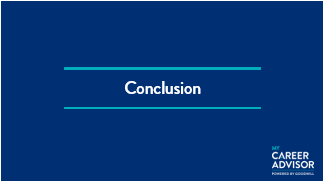 Conclusion
MY
CAREER
ADVISOR
POWERED BY GOODWILL